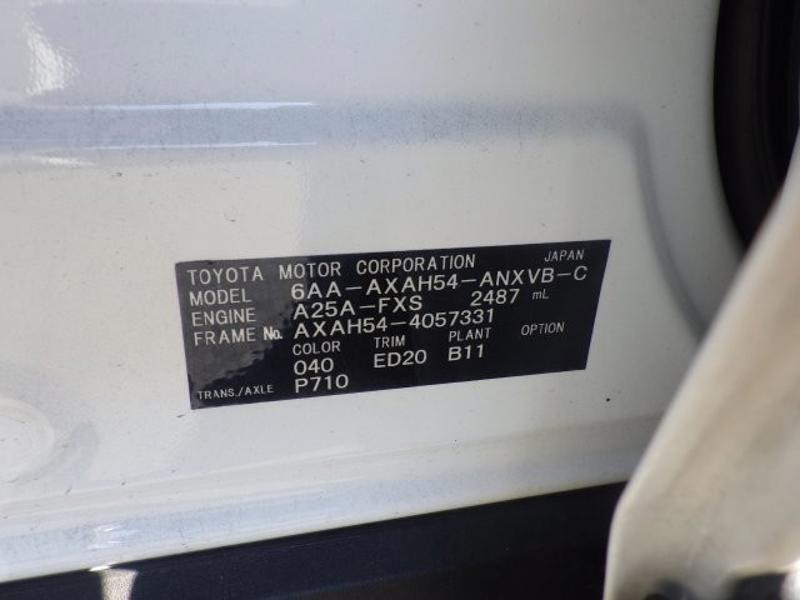 TOYOTA MOTOR CORPORATION JAPAN
MODEL 6AA-AXAH54-ANXVB-C
ENGINE A25A-FXS 2487 mL
FRAME No. AXAH54-4057331
COLOR TRIM PLANT OPTION
040 ED20 B11
TRANS./AXLE P710